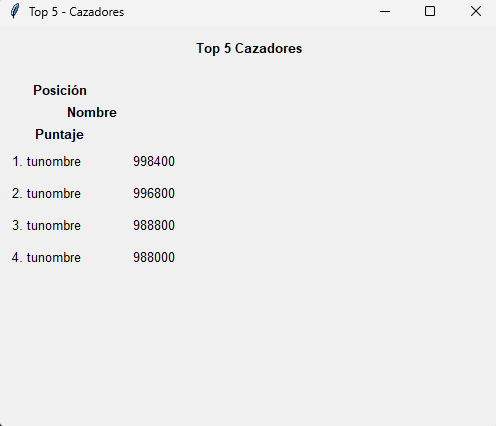 Top 5 - Cazadores
Top 5 Cazadores
Posición
Nombre
Puntaje
1. tunombre 998400
2. tunombre 996800
3. tunombre 988800
4. tunombre 988000